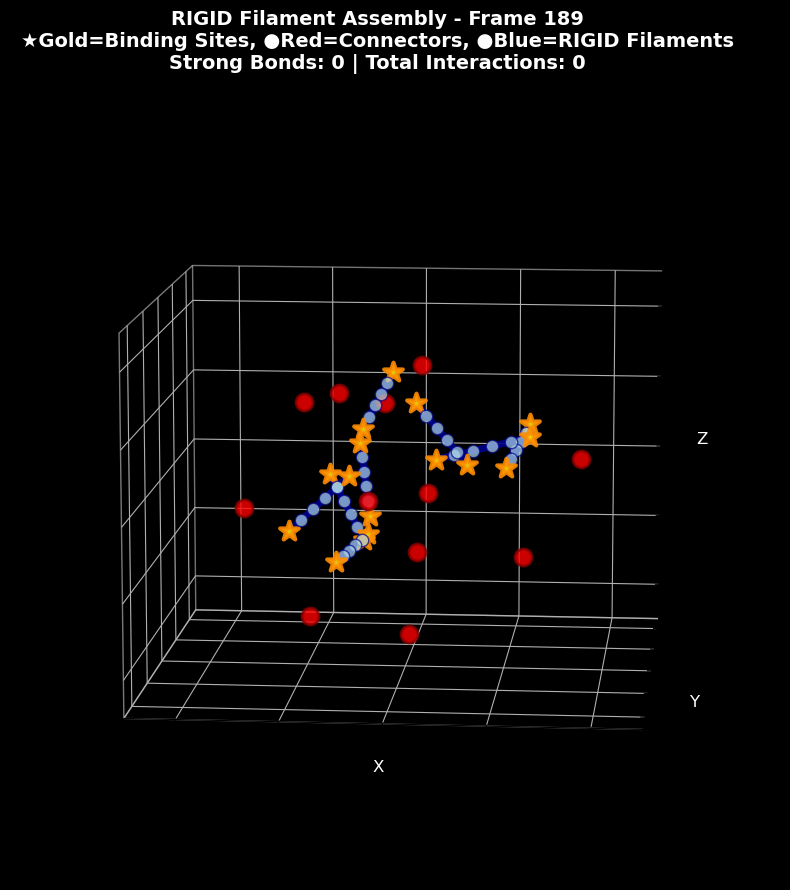 RIGID Filament Assembly - Frame 189
★Gold=Binding Sites, ●Red=Connectors, ●Blue=RIGID Filaments
Strong Bonds: 0 | Total Interactions: 0
Z
Y
X